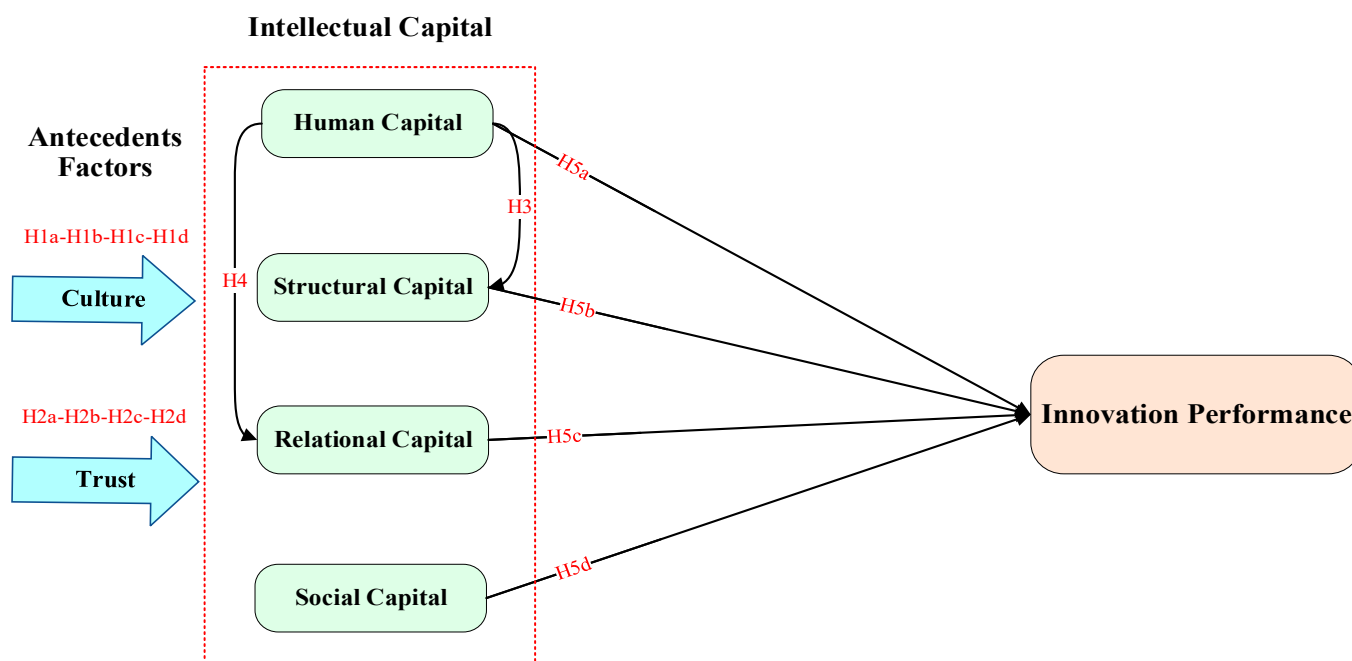 Intellectual Capital
Antecedents
Factors
Human Capital
H5a
H3
H1a-H1b-H1c-H1d
Culture
H4
Structural Capital
H5b
H2a-H2b-H2c-H2d
Trust
Relational Capital
H5c
Innovation Performance
Social Capital
H5d